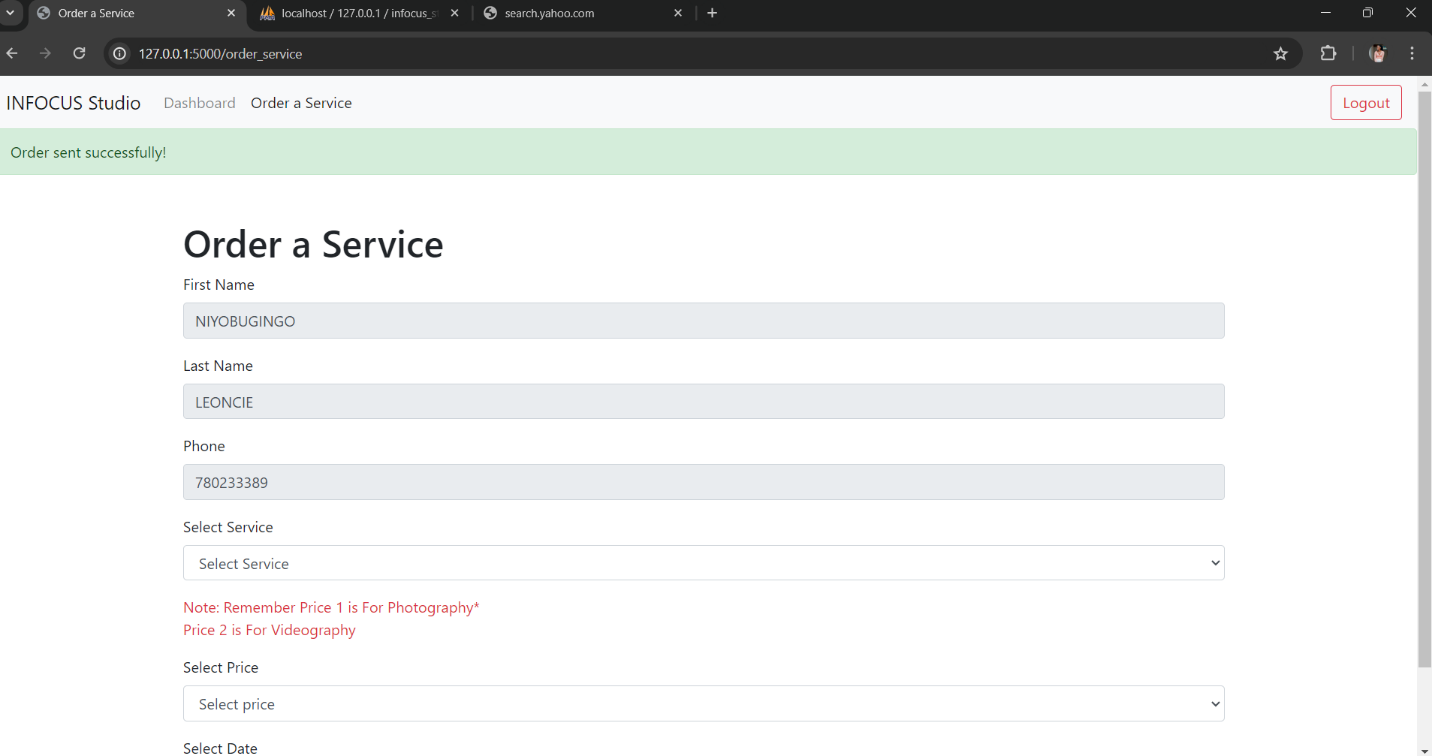 Order a Service
localhost / 127.0.0.1 / infocus_s
search.yahoo.com
127.0.0.1:5000/order_service
INFOCUS Studio Dashboard Order a Service Logout
Order sent successfully!
Order a Service
First Name
NIYOBUGINGO
Last Name
LEONCIE
Phone
780233389
Select Service
Select Service
Note: Remember Price 1 is For Photography*
Price 2 is For Videography
Select Price
Select price
Select Date